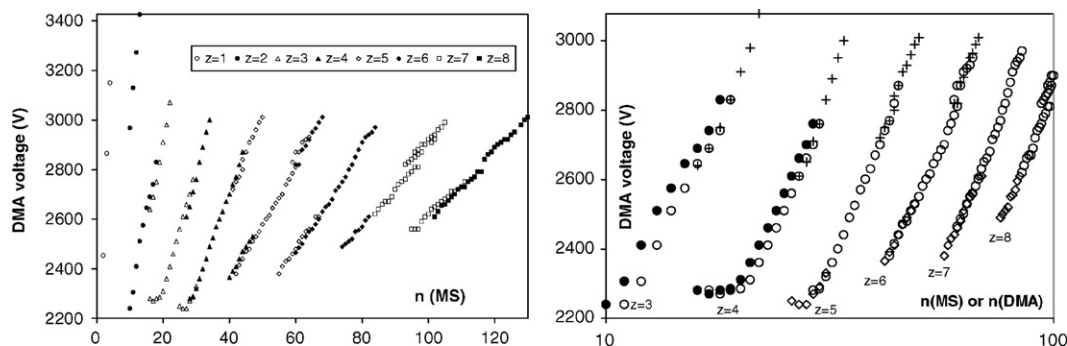 3400
3200
3000
2800
2600
2400
2200
DMA voltage (V)
z=1 z=2 z=3 z=4 z=5 z=6 z=7 z=8
n (MS)
0 20 40 60 80 100 120
3000
2800
2600
2400
2200
DMA voltage (V)
z=3
z=4
z=5
z=6
z=7
z=8
n(MS) or n(DMA)
10 100